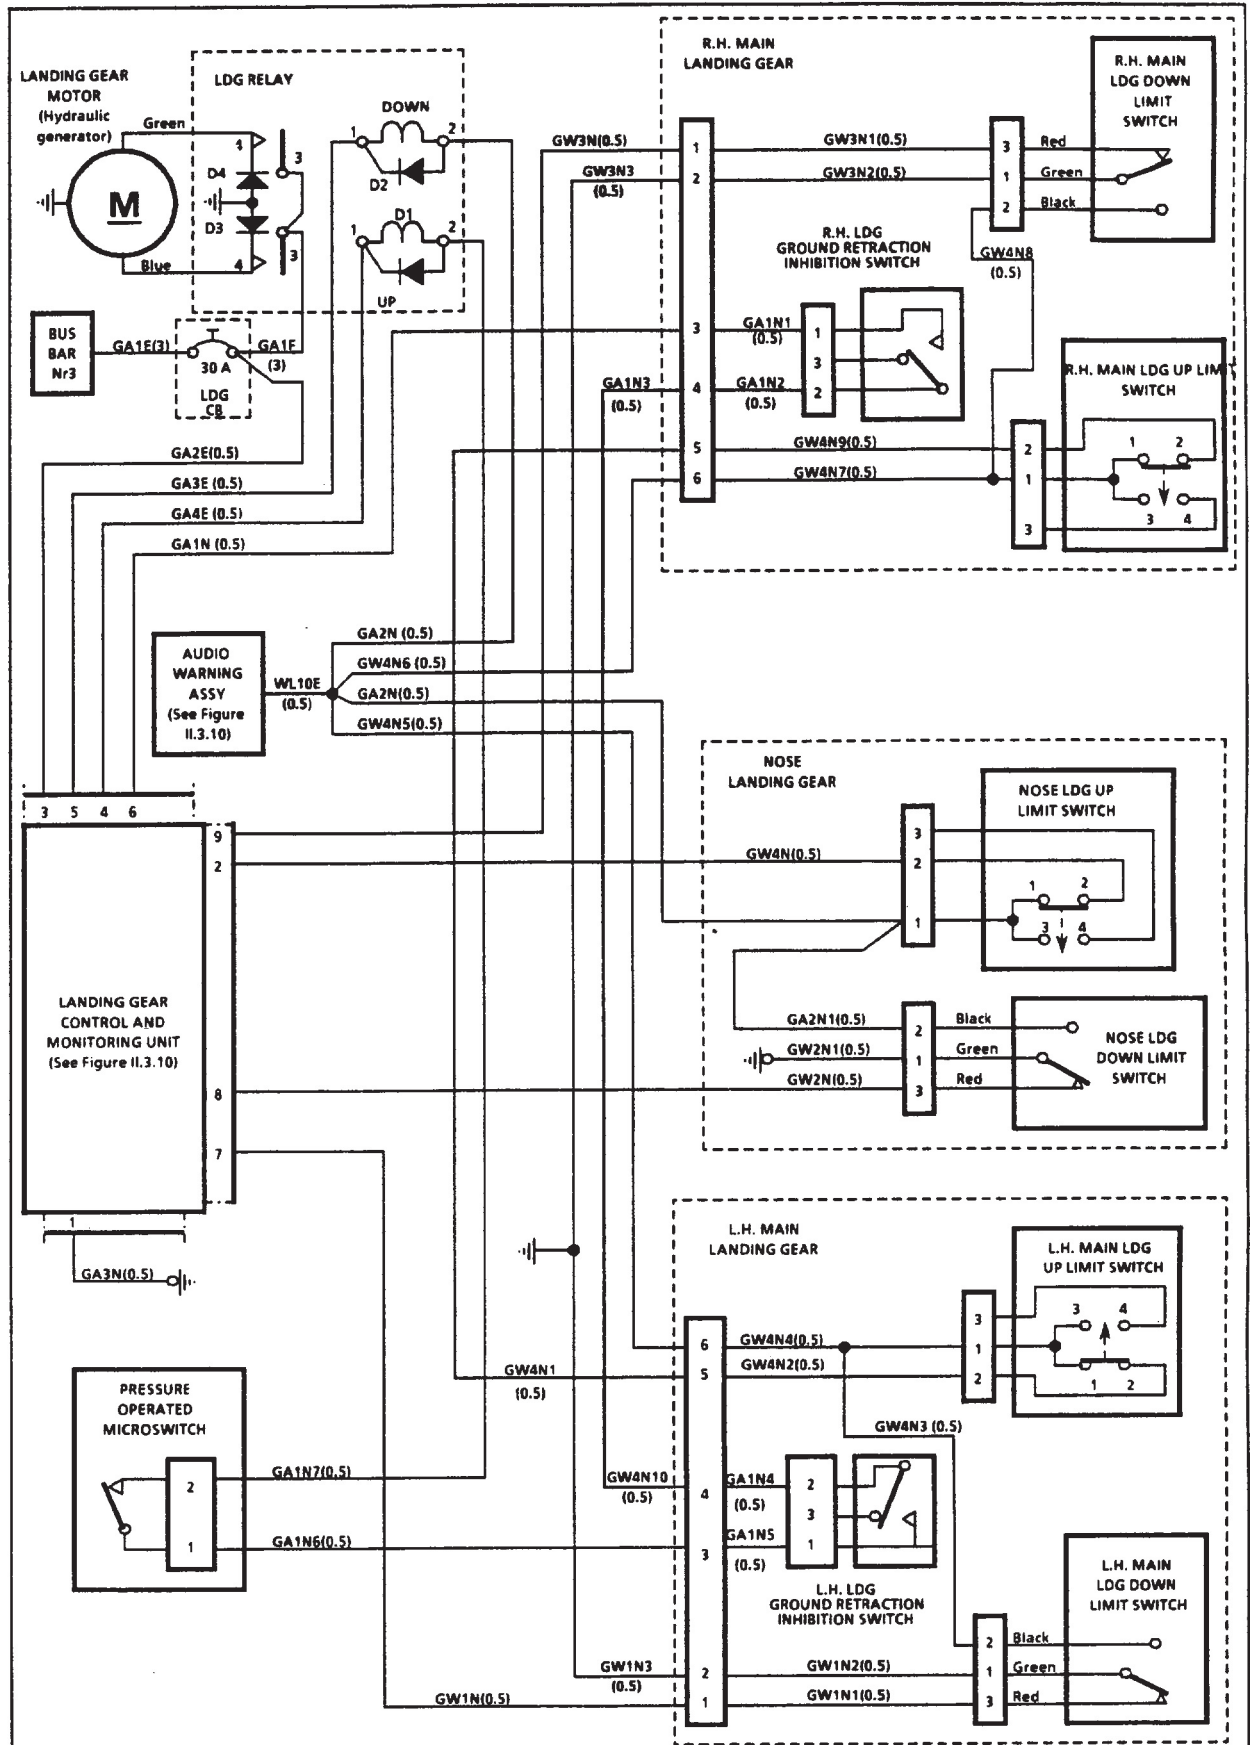 LANDING GEAR
MOTOR
(Hydraulic
generator)
Green
M
Blue
LDG RELAY
4
3
D4
D3
4
3
DOWN
1
2
D2
D1
1
2
UP
BUS
BAR
Nr3
GA1E(3)
30 A
LDG
CB
GA1F
(3)
GA2E(0.5)
GA3E (0.5)
GA4E (0.5)
GA1N (0.5)
R.H. MAIN
LANDING GEAR
GW3N(0.5)
GW3N3
(0.5)
1
2
3
4
5
6
GW3N1(0.5)
GW3N2(0.5)
3
1
2
Red
Green
Black
R.H. MAIN
LDG DOWN
LIMIT
SWITCH
GW4N8
(0.5)
R.H. LDG
GROUND RETRACTION
INHIBITION SWITCH
GA1N1
(0.5)
GA1N3
(0.5)
GA1N2
(0.5)
1
3
2
GW4N9(0.5)
GW4N7(0.5)
R.H. MAIN LDG UP LIMIT
SWITCH
2
1
3
1 2
3 4
AUDIO
WARNING
ASSY
(See Figure
II.3.10)
WL10E
(0.5)
GA2N (0.5)
GW4N6 (0.5)
GA2N(0.5)
GW4N5(0.5)
3 5 4 6
9
2
8
7
LANDING GEAR
CONTROL AND
MONITORING UNIT
(See Figure II.3.10)
1
GA3N(0.5)
NOSE
LANDING GEAR
GW4N(0.5)
3
2
1
NOSE LDG UP
LIMIT SWITCH
1 2
3 4
GA2N1(0.5)
GW2N1(0.5)
GW2N(0.5)
2
1
3
Black
Green
Red
NOSE LDG
DOWN LIMIT
SWITCH
L.H. MAIN
LANDING GEAR
GW4N4(0.5)
GW4N2(0.5)
6
5
4
3
2
1
3
1
2
L.H. MAIN LDG
UP LIMIT SWITCH
3 4
1 2
GW4N1
(0.5)
GW4N3 (0.5)
PRESSURE
OPERATED
MICROSWITCH
2
1
GA1N7(0.5)
GA1N6(0.5)
GW4N10
(0.5)
GA1N4
(0.5)
GA1N5
(0.5)
2
3
1
L.H. LDG
GROUND RETRACTION
INHIBITION SWITCH
GW1N3
(0.5)
GW1N(0.5)
GW1N2(0.5)
GW1N1(0.5)
2
1
3
Black
Green
Red
L.H. MAIN
LDG DOWN
LIMIT SWITCH